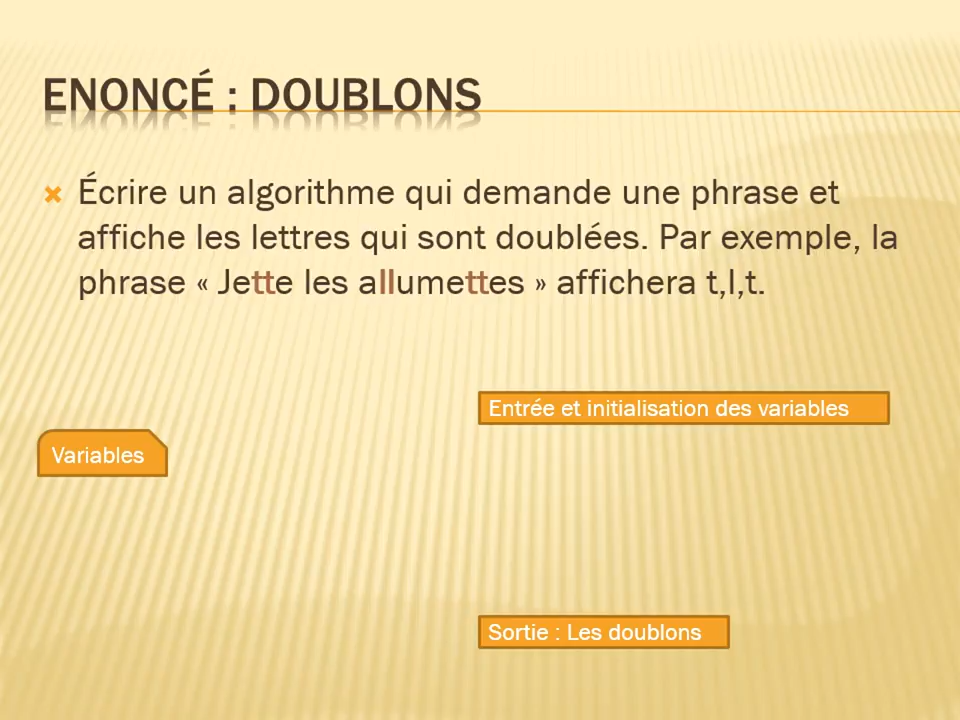 ENONCÉ : DOUBLONS
Écrire un algorithme qui demande une phrase et
affiche les lettres qui sont doublées. Par exemple, la
phrase « Jette les allumettes » affichera t,l,t.
Entrée et initialisation des variables
Variables
Sortie : Les doublons